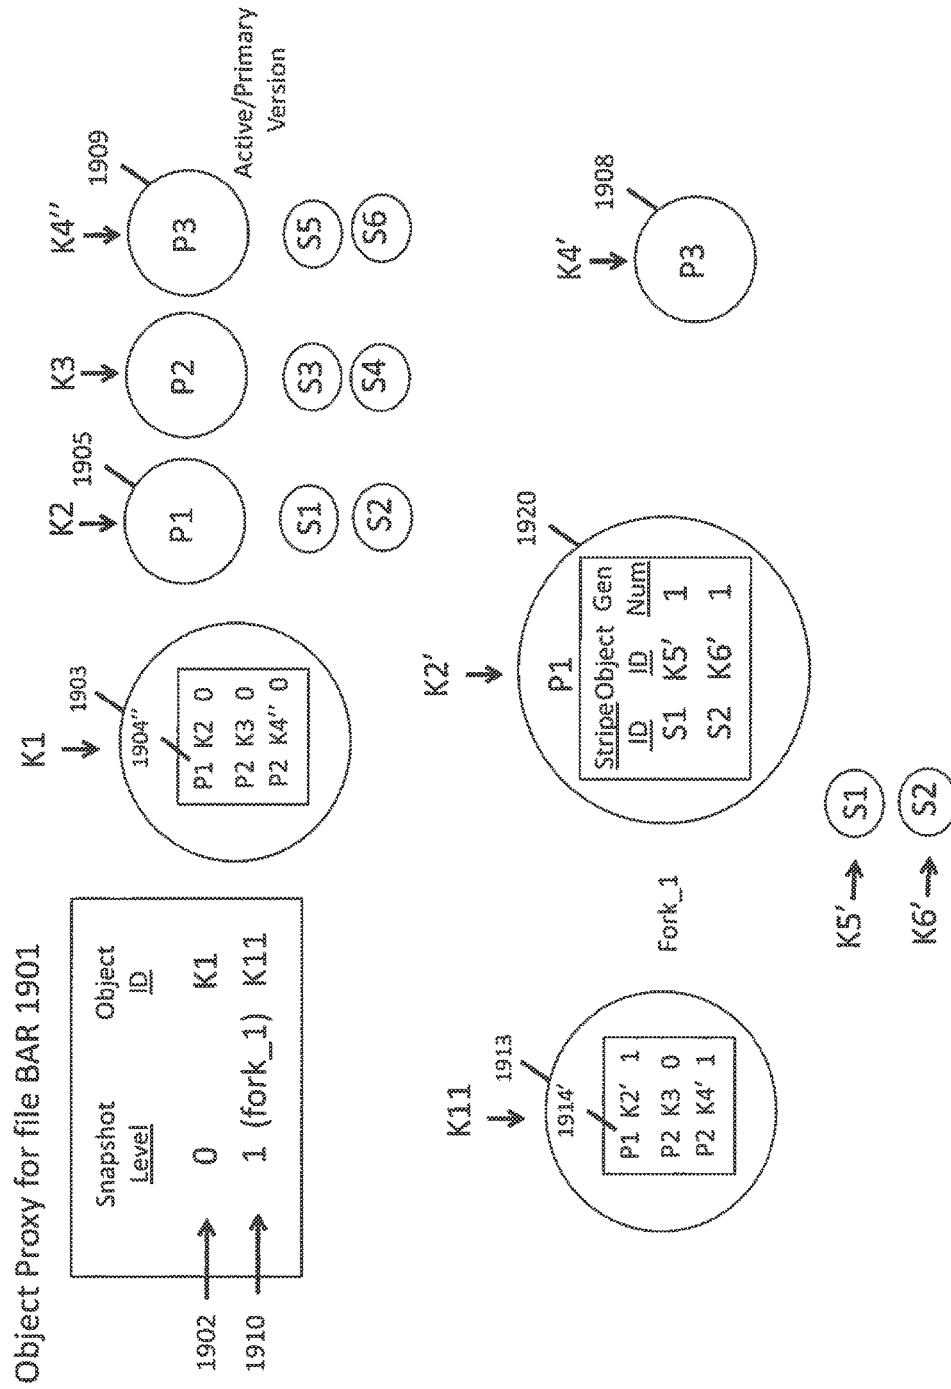 Object Proxy for file BAR 1901
Snapshot Object
Level ID
1902 0 K1
1910 1 (fork_1) K11
K1
1903
1904''
P1 K2 0
P2 K3 0
P2 K4'' 0
K2
1905
P1
S1
S2
K3
P2
S3
S4
K4''
1909
P3
S5
S6
Active/Primary
Version
K11
1913
1914'
P1 K2' 1
P2 K3 0
P2 K4' 1
Fork_1
K2'
1920
P1
Stripe Object Gen
ID ID Num
S1 K5' 1
S2 K6' 1
K5' S1
K6' S2
K4'
1908
P3